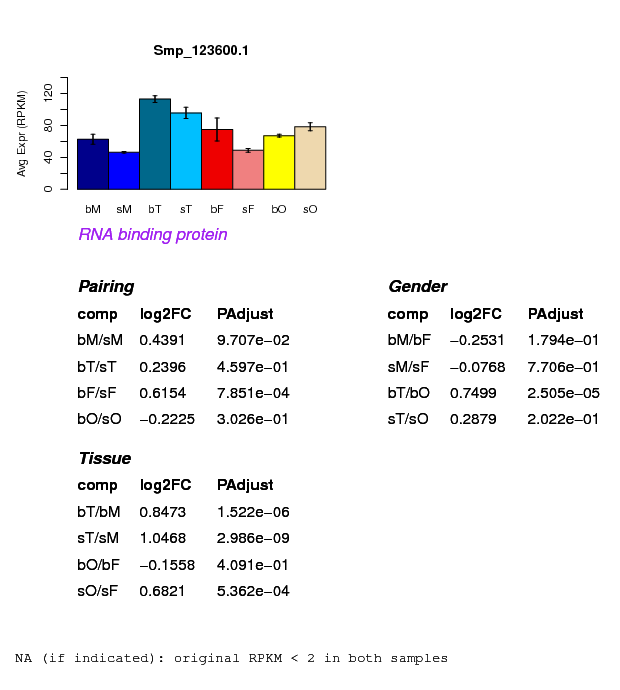 Smp_123600.1
Avg Expr (RPKM)
0 40 80 120
bM sM bT sT bF sF bO sO
RNA binding protein
Pairing
comp log2FC PAdjust
bM/sM 0.4391 9.707e−02
bT/sT 0.2396 4.597e−01
bF/sF 0.6154 7.851e−04
bO/sO −0.2225 3.026e−01
Gender
comp log2FC PAdjust
bM/bF −0.2531 1.794e−01
sM/sF −0.0768 7.706e−01
bT/bO 0.7499 2.505e−05
sT/sO 0.2879 2.022e−01
Tissue
comp log2FC PAdjust
bT/bM 0.8473 1.522e−06
sT/sM 1.0468 2.986e−09
bO/bF −0.1558 4.091e−01
sO/sF 0.6821 5.362e−04
NA (if indicated): original RPKM < 2 in both samples